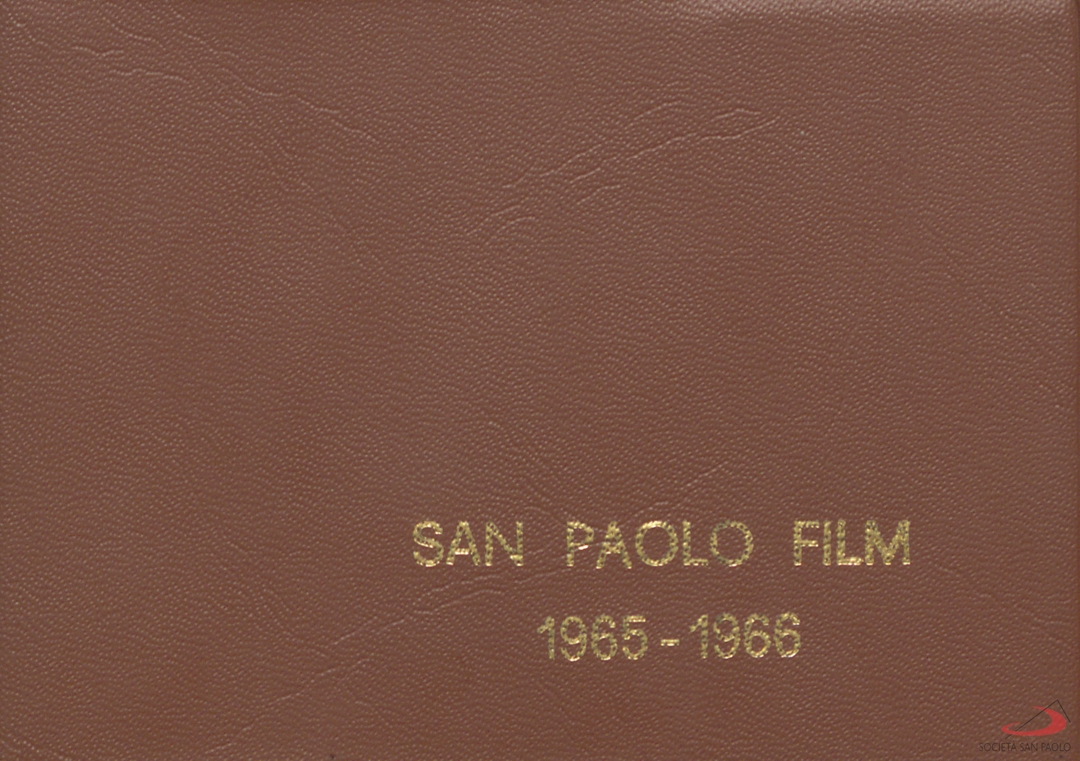 SAN PAOLO FILM
1965-1966
SOCIETÀ SAN PAOLO